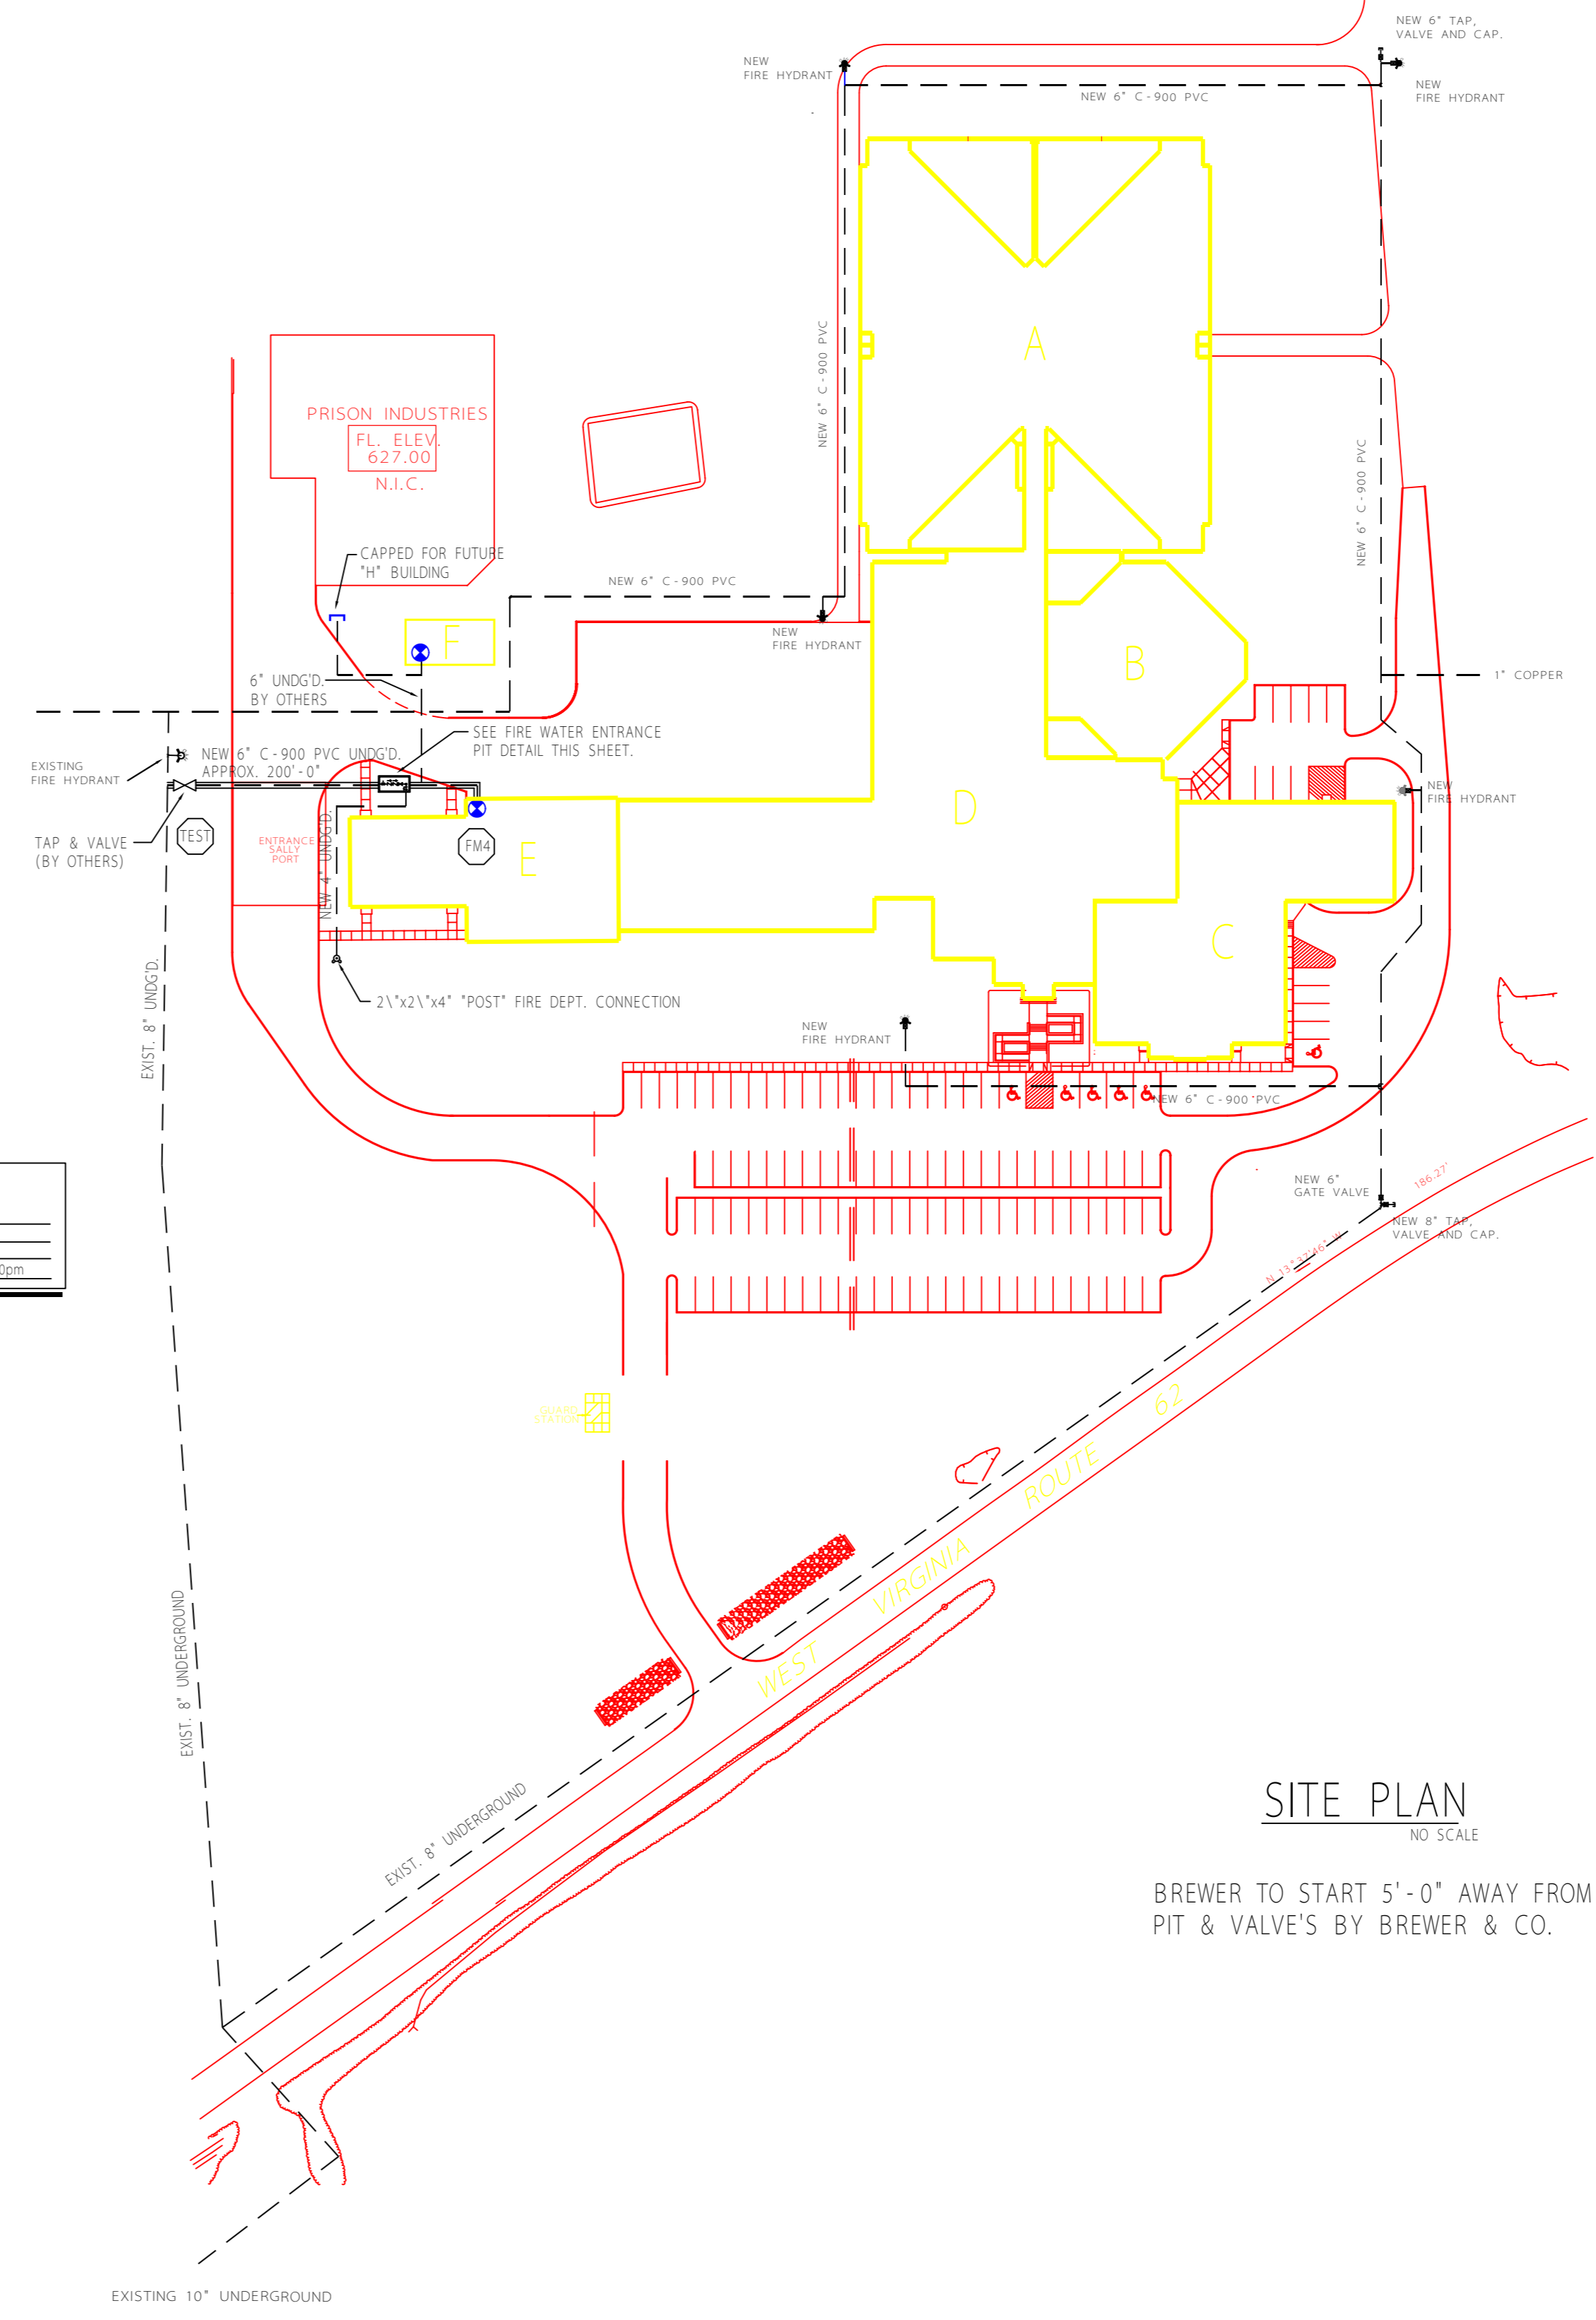 NEW 6" TAP,
VALVE AND CAP.
NEW
FIRE HYDRANT
NEW
FIRE HYDRANT
NEW 6" C-900 PVC
NEW 6" C-900 PVC
A
PRISON INDUSTRIES
FL. ELEV.
627.00
N.I.C.
NEW 6" C-900 PVC
CAPPED FOR FUTURE
"H" BUILDING
NEW 6" C-900 PVC
F
NEW
FIRE HYDRANT
B
1" COPPER
6" UNDG'D.
BY OTHERS
SEE FIRE WATER ENTRANCE
PIT DETAIL THIS SHEET.
EXISTING
FIRE HYDRANT
NEW 6" C-900 PVC UNDG'D.
APPROX. 200'-0"
NEW
FIRE HYDRANT
D
TAP & VALVE
(BY OTHERS)
TEST
ENTRANCE
SALLY
PORT
NEW 4" UNDG'D.
FM4
E
C
EXIST. 8" UNDG'D.
2\"x2\"x4" "POST" FIRE DEPT. CONNECTION
NEW
FIRE HYDRANT
NEW 6" C-900 PVC
186.27'
NEW 6"
GATE VALVE
NEW 8" TAP,
VALVE AND CAP.
N 13°37'46" W
0pm
GUARD
STATION
WEST VIRGINIA ROUTE 62
EXIST. 8" UNDERGROUND
EXIST. 8" UNDERGROUND
SITE PLAN
NO SCALE
BREWER TO START 5'-0" AWAY FROM
PIT & VALVE'S BY BREWER & CO.
EXISTING 10" UNDERGROUND